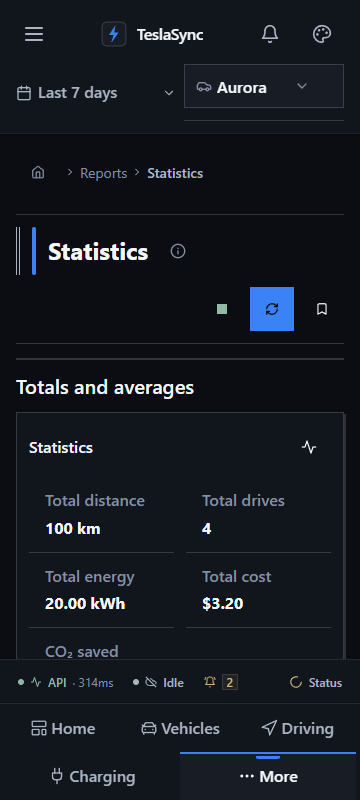 TeslaSync
Last 7 days
Aurora
Reports
Statistics
Statistics
Totals and averages
Statistics
Total distance
Total drives
100 km
4
Total energy
Total cost
20.00 kWh
$3.20
CO₂ saved
API · 314ms
Idle
2
Status
Home
Vehicles
Driving
Charging
More